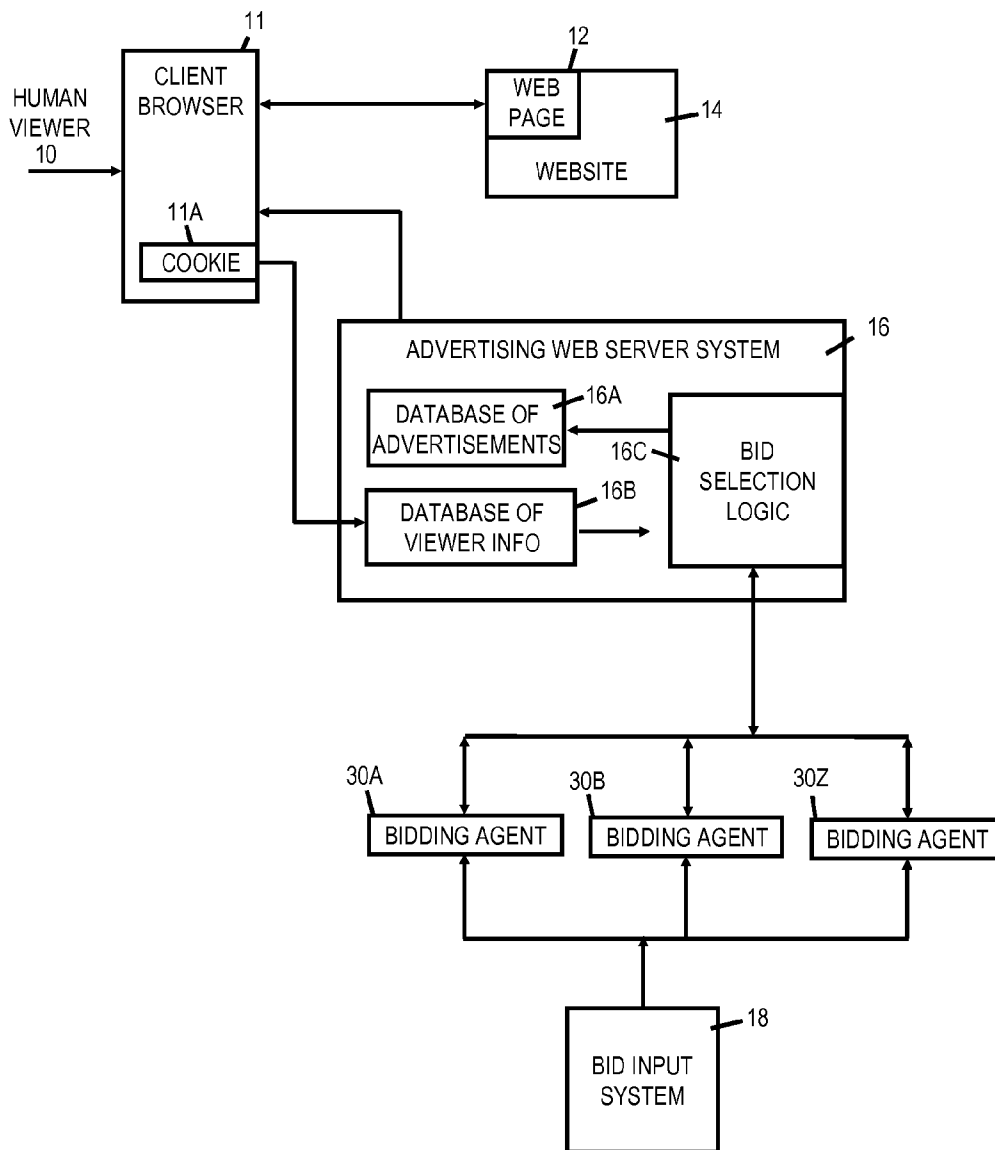 11
CLIENT
BROWSER
12
WEB
PAGE
14
WEBSITE
HUMAN
VIEWER
10
11A
COOKIE
16
ADVERTISING WEB SERVER SYSTEM
16A
DATABASE OF
ADVERTISEMENTS
16B
DATABASE OF
VIEWER INFO
16C
BID
SELECTION
LOGIC
30A
BIDDING AGENT
30B
BIDDING AGENT
30Z
BIDDING AGENT
18
BID INPUT
SYSTEM